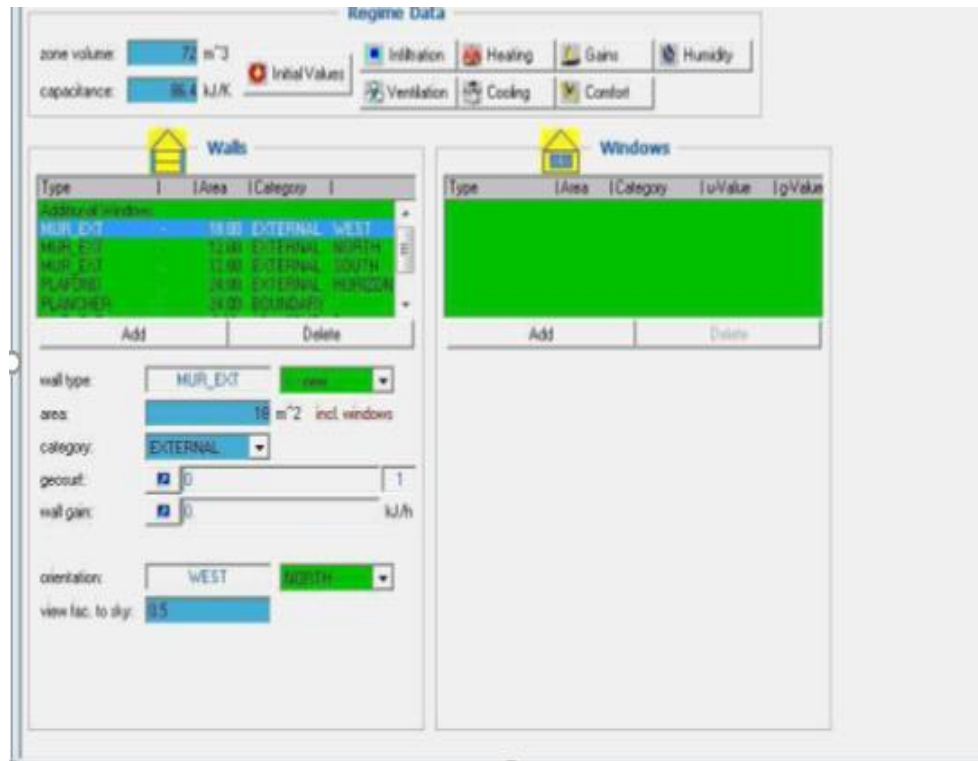 Regime Data
zone volume: 72 m^3
capacitance: 86.4 kJ/K
Initial Values
Infiltration Heating Gains Humidity
Ventilation Cooling Comfort
Walls
Type | | Area | Category |
Additional Windows
MUR_EXT - 18.00 EXTERNAL WEST
MUR_EXT - 12.00 EXTERNAL NORTH
MUR_EXT - 12.00 EXTERNAL SOUTH
PLAFOND - 24.00 EXTERNAL HORIZON
PLANCHER - 24.00 BOUNDARY
Add Delete
wall type: MUR_EXT <- new
area: 18 m^2 incl. windows
category: EXTERNAL
geosurf: 0 1
wall gain: 0 kJ/h
orientation: WEST NORTH
view fac. to sky: 0.5
Windows
Type | Area | Category | u-Value | g-Value
Add Delete